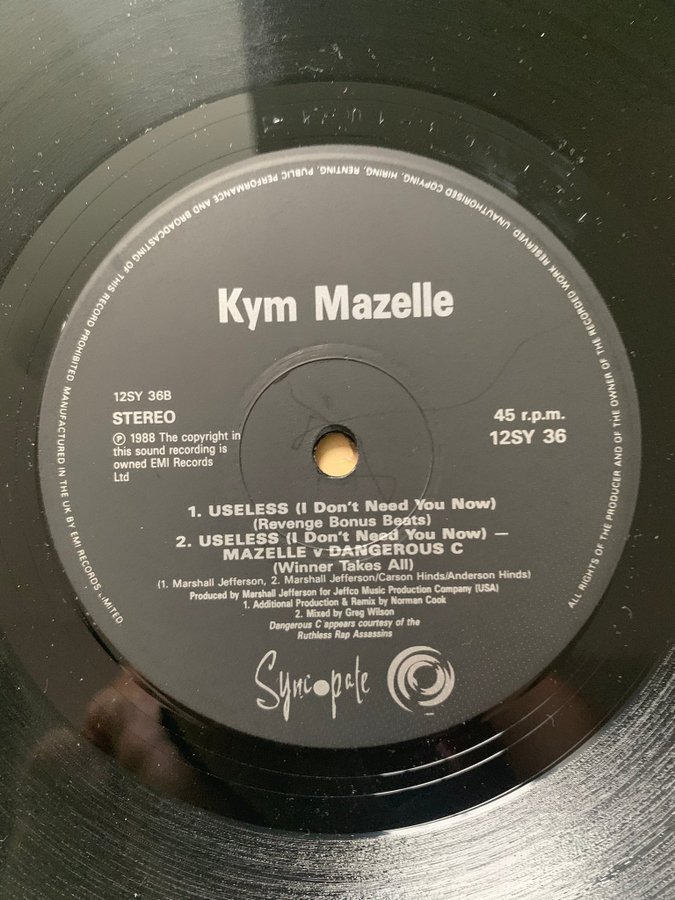 Kym Mazelle
12SY 36B
STEREO
℗ 1988 The copyright in
this sound recording is
owned EMI Records
Ltd
45 r.p.m.
12SY 36
1. USELESS (I Don't Need You Now)
(Revenge Bonus Beats)
2. USELESS (I Don't Need You Now) —
MAZELLE v DANGEROUS C
(Winner Takes All)
(1. Marshall Jefferson, 2. Marshall Jefferson/Carson Hinds/Anderson Hinds)
Produced by Marshall Jefferson for Jeffco Music Production Company (USA)
1. Additional Production & Remix by Norman Cook
2. Mixed by Greg Wilson
Dangerous C appears courtesy of the
Ruthless Rap Assassins
Syncopate
ALL RIGHTS OF THE PRODUCER AND OF THE OWNER OF THE RECORDED WORK RESERVED. UNAUTHORISED COPYING, HIRING, RENTING, PUBLIC PERFORMANCE AND BROADCASTING OF THIS RECORD PROHIBITED. MANUFACTURED IN THE UK BY EMI RECORDS LIMITED